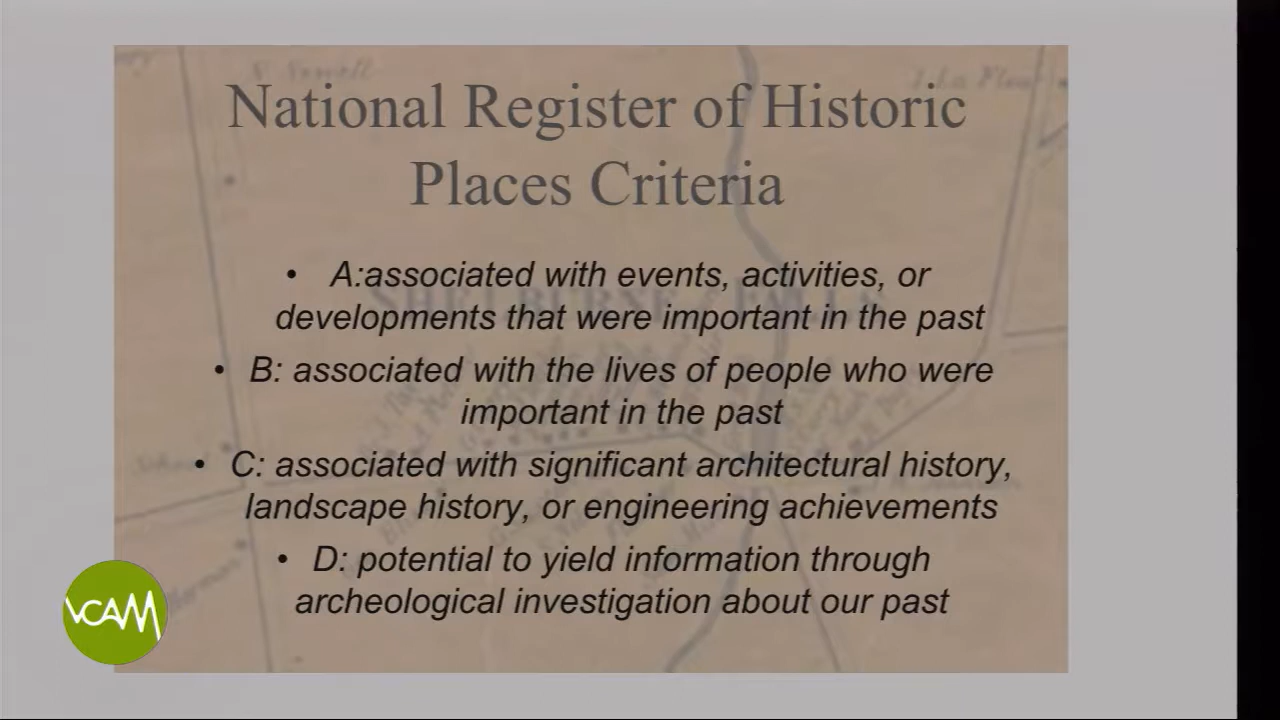 National Register of Historic
Places Criteria
• A:associated with events, activities, or
developments that were important in the past
• B: associated with the lives of people who were
important in the past
• C: associated with significant architectural history,
landscape history, or engineering achievements
• D: potential to yield information through
archeological investigation about our past
SHELBURNE FALLS
VCAM